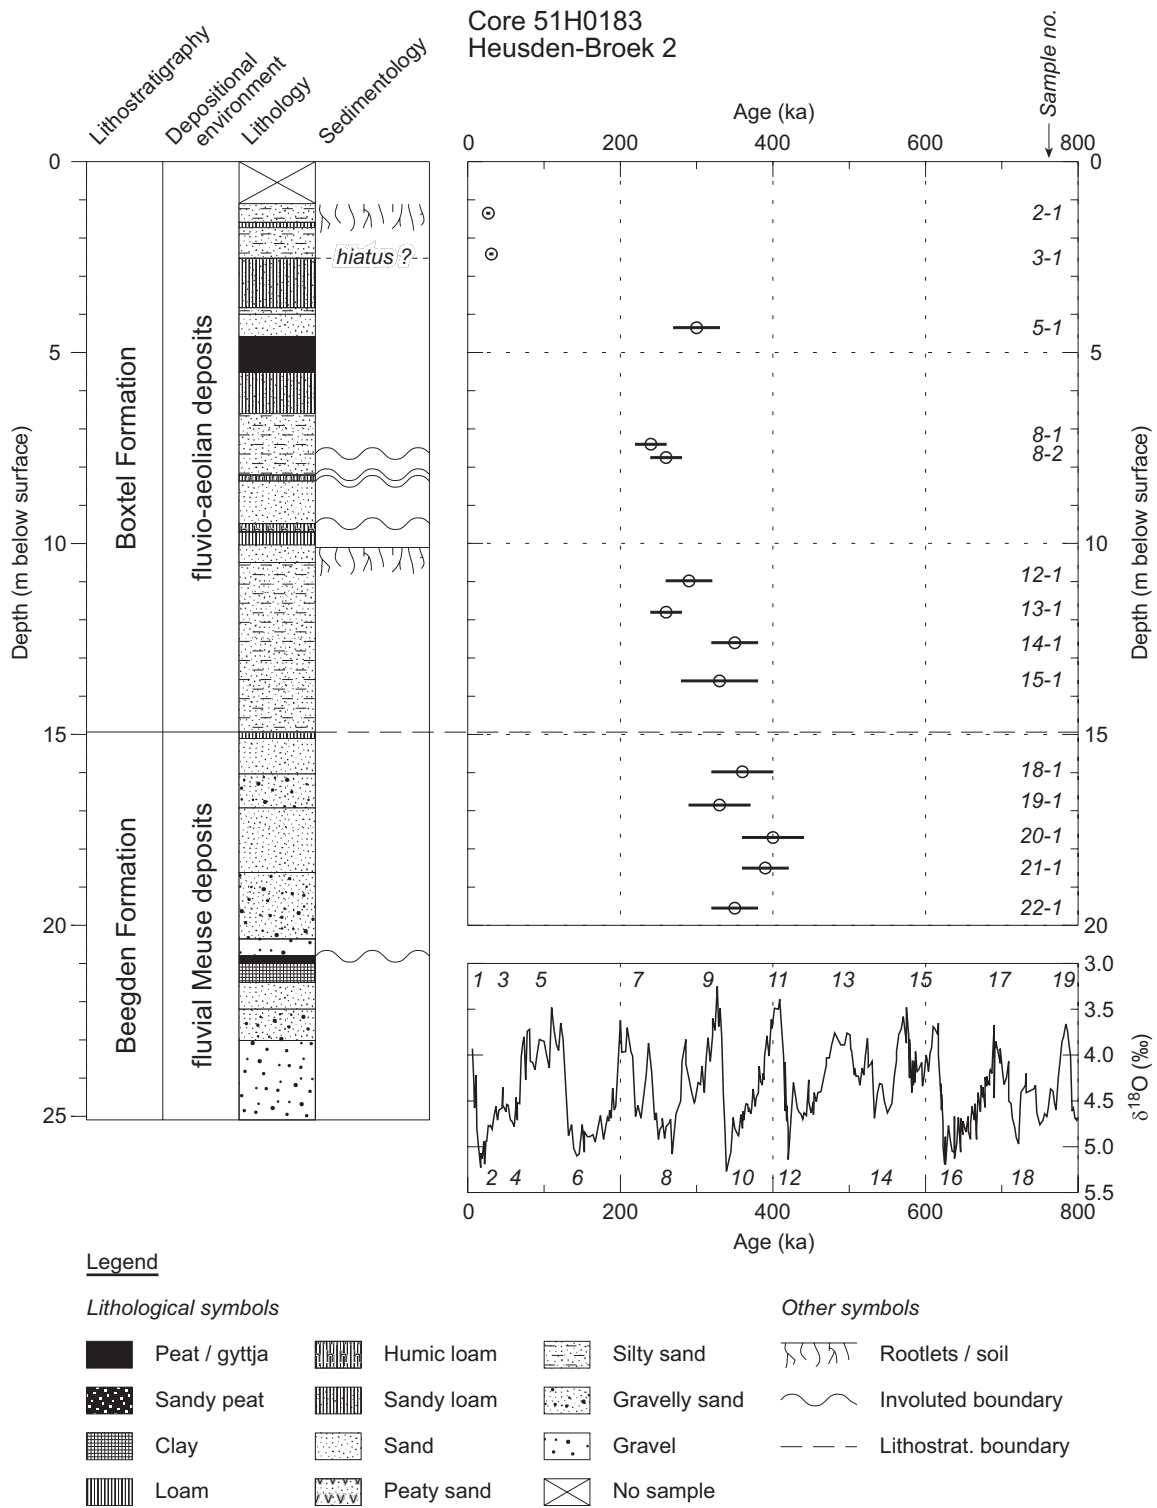 Core 51H0183
Heusden-Broek 2
Lithostratigraphy
Depositional
environment
Lithology
Sedimentology
Sample no.
Age (ka)
0 200 400 600 800
0 5 10 15 20 25
Depth (m below surface)
Boxtel Formation
Beegden Formation
fluvio-aeolian deposits
fluvial Meuse deposits
hiatus ?
2-1
3-1
5-1
8-1
8-2
12-1
13-1
14-1
15-1
18-1
19-1
20-1
21-1
22-1
0 5 10 15 20
Depth (m below surface)
1 3 5 7 9 11 13 15 17 19
2 4 6 8 10 12 14 16 18
3.0
3.5
4.0
4.5
5.0
5.5
δ18O (‰)
0 200 400 600 800
Age (ka)
Legend
Lithological symbols
Other symbols
Peat / gyttja
Humic loam
Silty sand
Rootlets / soil
Sandy peat
Sandy loam
Gravelly sand
Involuted boundary
Clay
Sand
Gravel
Lithostrat. boundary
Loam
Peaty sand
No sample